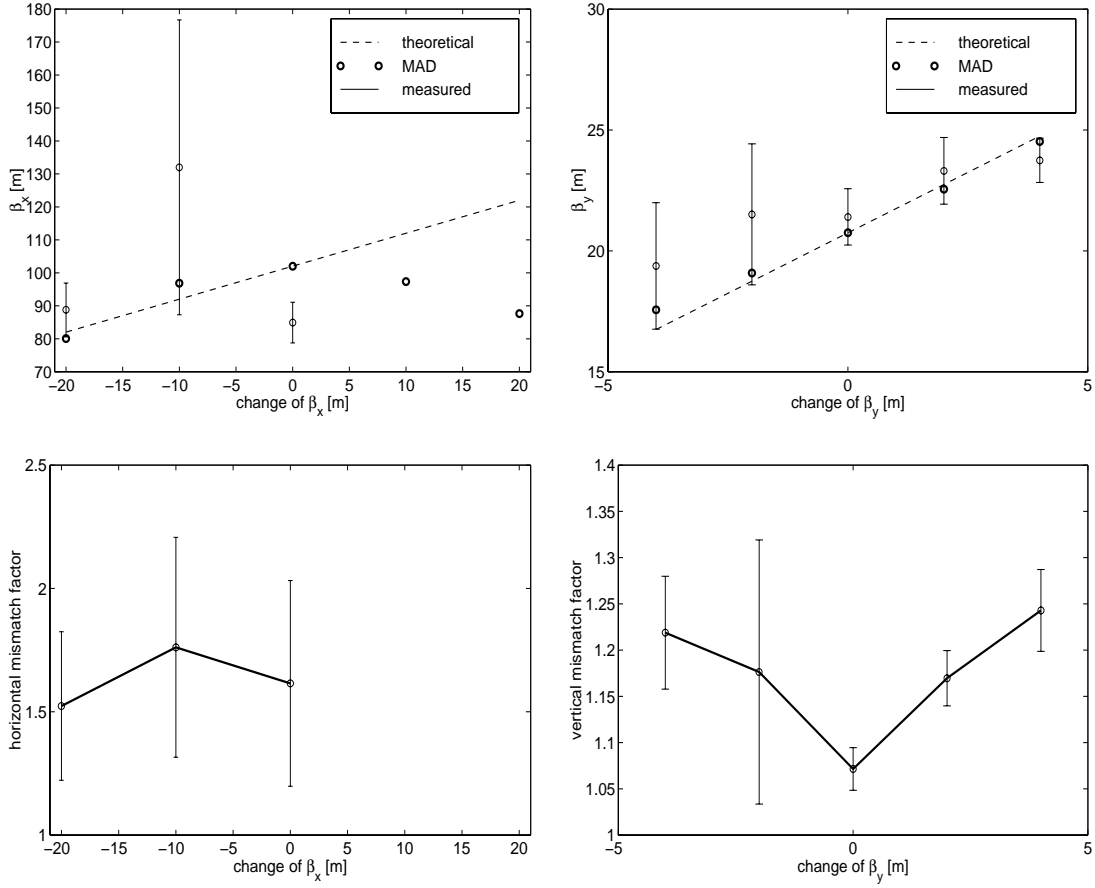 180
170
160
150
140
130
120
110
100
90
80
70
β_x [m]
theoretical
MAD
measured
−20 −15 −10 −5 0 5 10 15 20
change of β_x [m]
30
25
20
15
β_y [m]
theoretical
MAD
measured
−5 0 5
change of β_y [m]
2.5
2
1.5
1
horizontal mismatch factor
−20 −15 −10 −5 0 5 10 15 20
change of β_x [m]
1.4
1.35
1.3
1.25
1.2
1.15
1.1
1.05
1
vertical mismatch factor
−5 0 5
change of β_y [m]